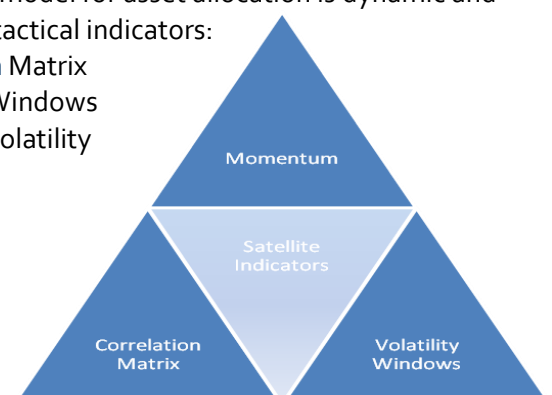 model for asset allocation is dynamic and
tactical indicators:
Matrix
Windows
olatility
Momentum
Satellite
Indicators
Correlation
Matrix
Volatility
Windows